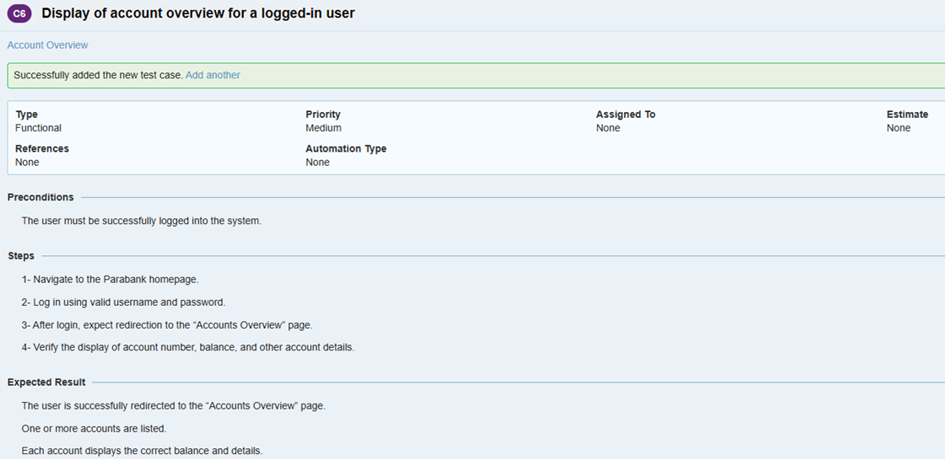 C6 Display of account overview for a logged-in user
Account Overview
Successfully added the new test case. Add another
Type Priority Assigned To Estimate
Functional Medium None None
References Automation Type
None None
Preconditions
The user must be successfully logged into the system.
Steps
1- Navigate to the Parabank homepage.
2- Log in using valid username and password.
3- After login, expect redirection to the “Accounts Overview” page.
4- Verify the display of account number, balance, and other account details.
Expected Result
The user is successfully redirected to the “Accounts Overview” page.
One or more accounts are listed.
Each account displays the correct balance and details.